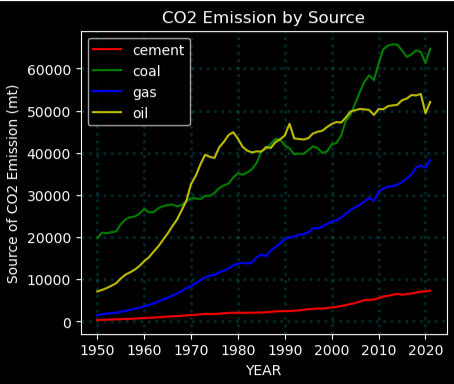 CO2 Emission by Source
cement
coal
gas
oil
Source of CO2 Emission (mt)
60000
50000
40000
30000
20000
10000
0
1950 1960 1970 1980 1990 2000 2010 2020
YEAR